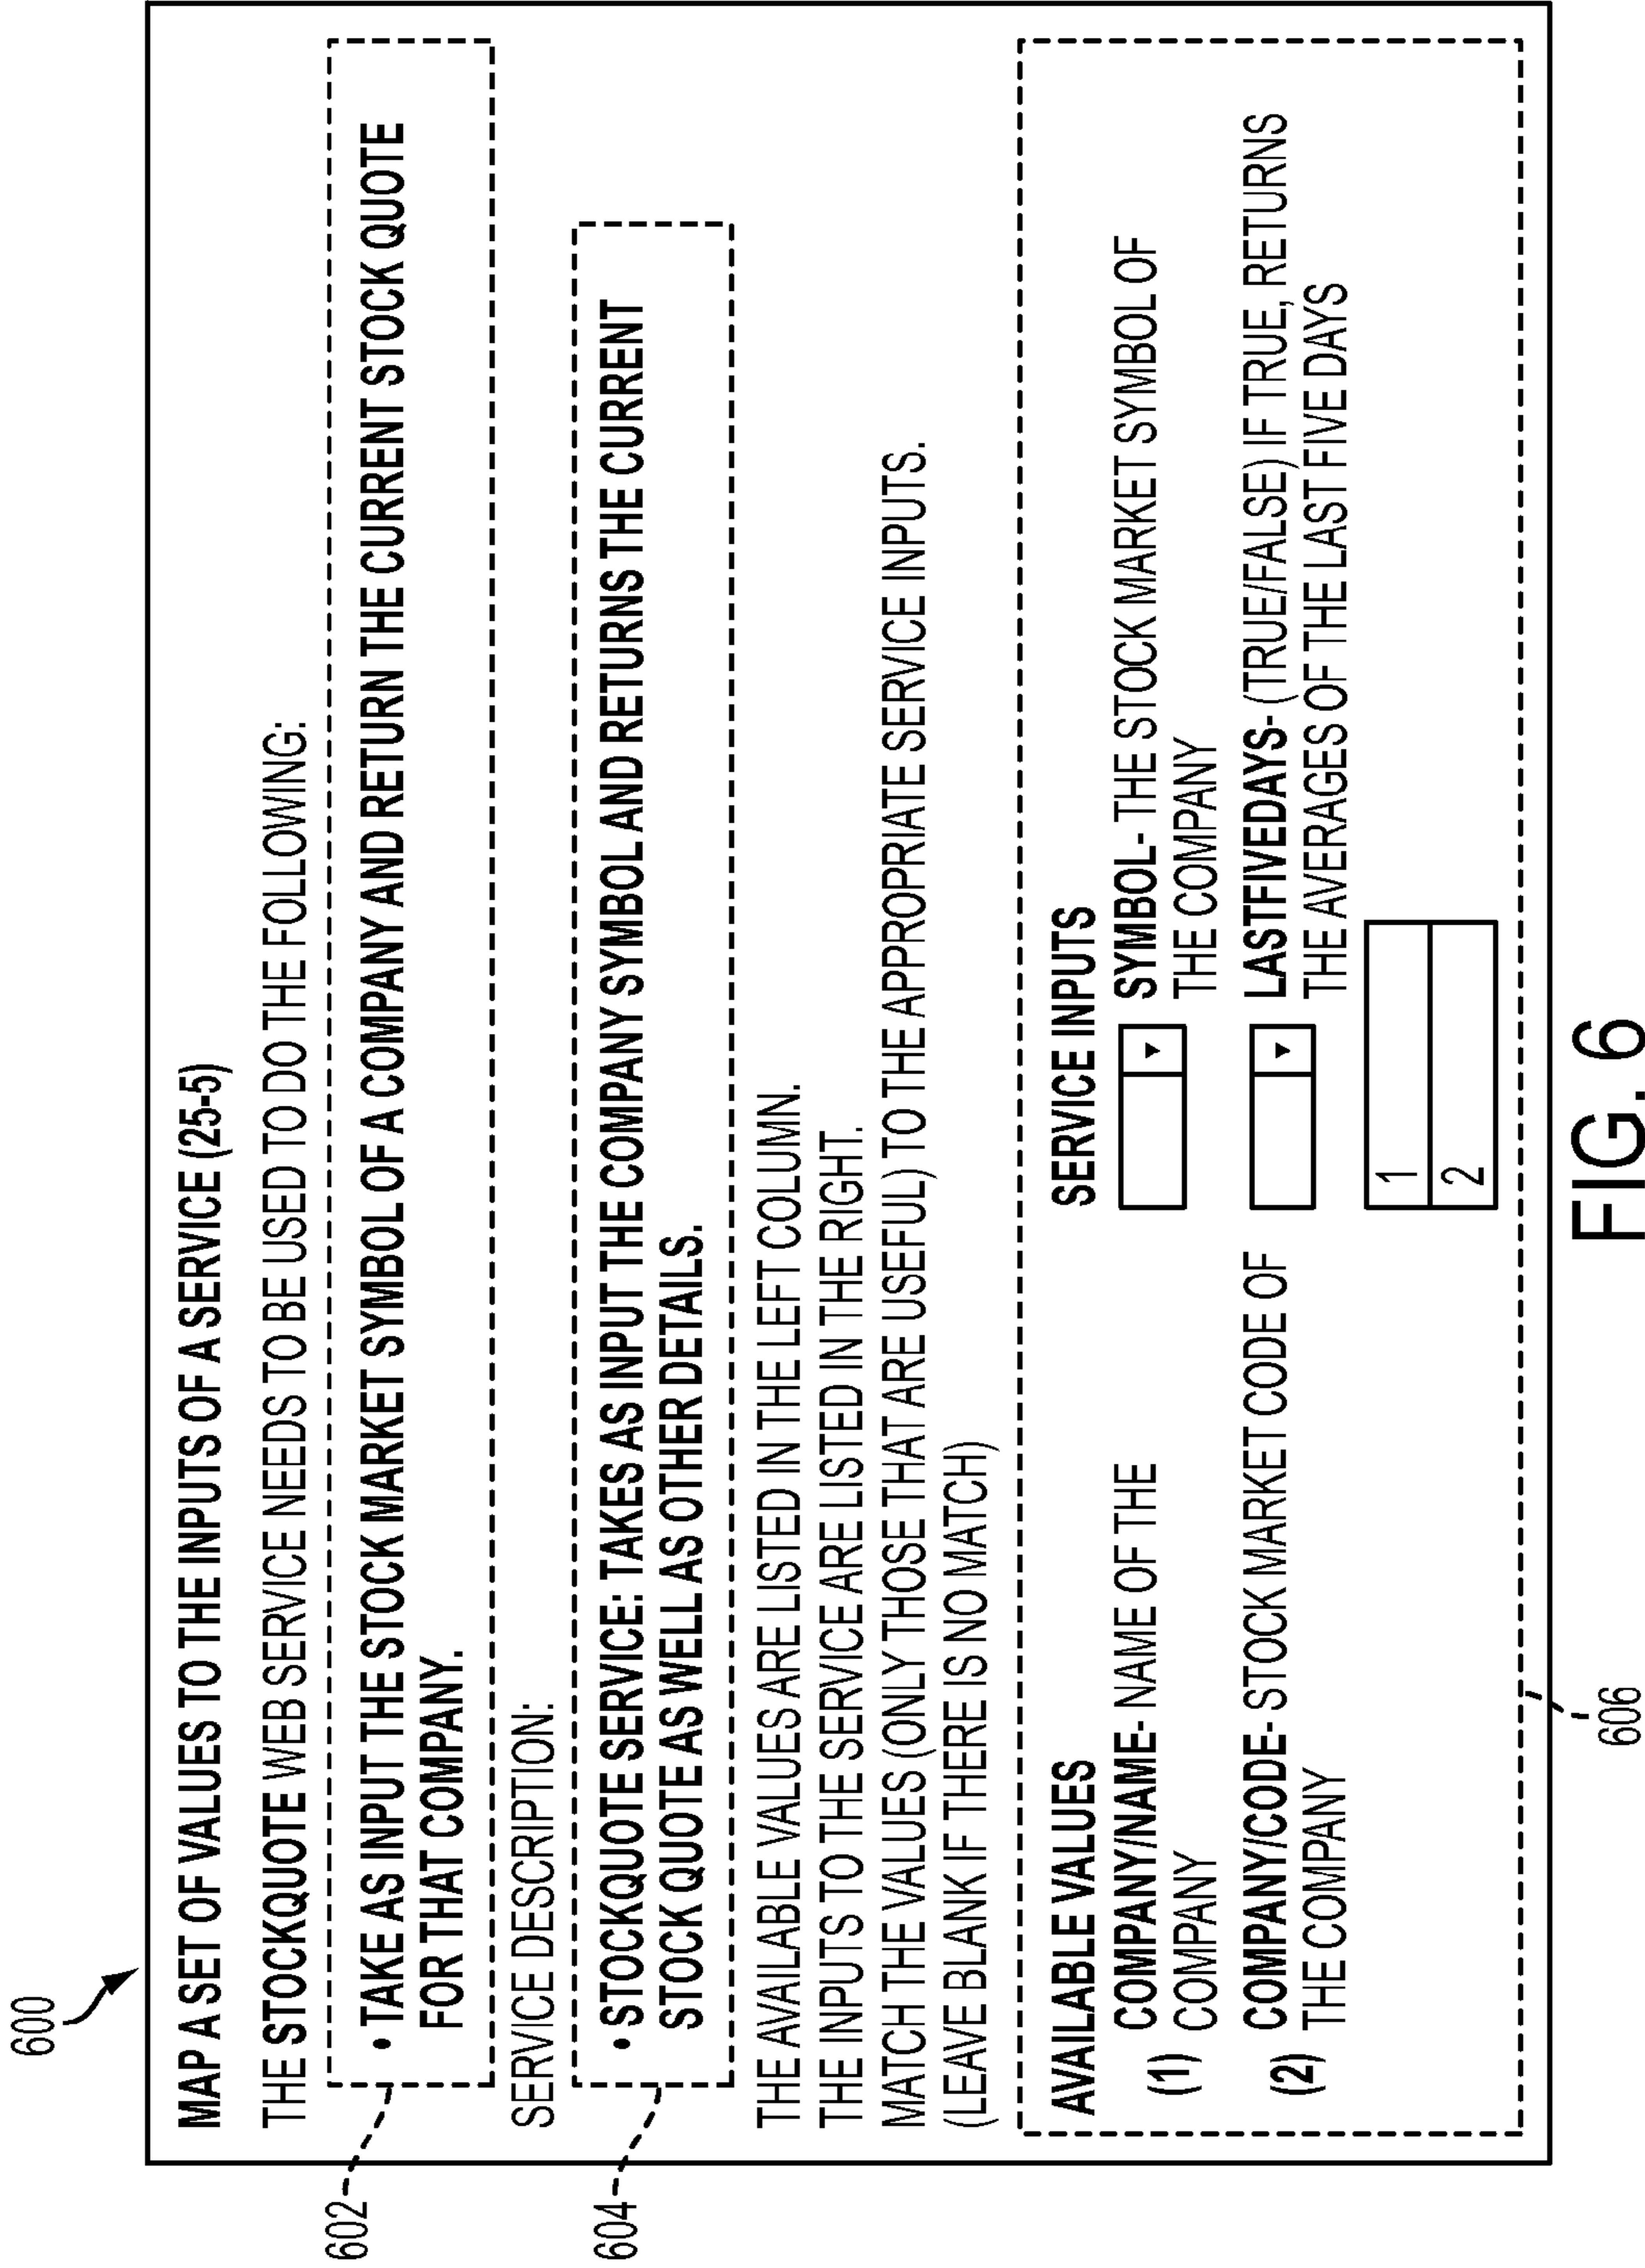 600
MAP A SET OF VALUES TO THE INPUTS OF A SERVICE (25-5)
THE STOCKQUOTE WEB SERVICE NEEDS TO BE USED TO DO THE FOLLOWING:
602
• TAKE AS INPUT THE STOCK MARKET SYMBOL OF A COMPANY AND RETURN THE CURRENT STOCK QUOTE
FOR THAT COMPANY.
SERVICE DESCRIPTION:
604
• STOCKQUOTE SERVICE: TAKES AS INPUT THE COMPANY SYMBOL AND RETURNS THE CURRENT
STOCK QUOTE AS WELL AS OTHER DETAILS.
THE AVAILABLE VALUES ARE LISTED IN THE LEFT COLUMN.
THE INPUTS TO THE SERVICE ARE LISTED IN THE RIGHT.
MATCH THE VALUES (ONLY THOSE THAT ARE USEFUL) TO THE APPROPRIATE SERVICE INPUTS.
(LEAVE BLANK IF THERE IS NO MATCH)
AVAILABLE VALUES
(1) COMPANY/NAME- NAME OF THE
COMPANY
(2) COMPANY/CODE- STOCK MARKET CODE OF
THE COMPANY
SERVICE INPUTS
SYMBOL- THE STOCK MARKET SYMBOL OF
THE COMPANY
LASTFIVEDAYS- (TRUE/FALSE) IF TRUE, RETURNS
THE AVERAGES OF THE LAST FIVE DAYS
1
2
606
FIG. 6